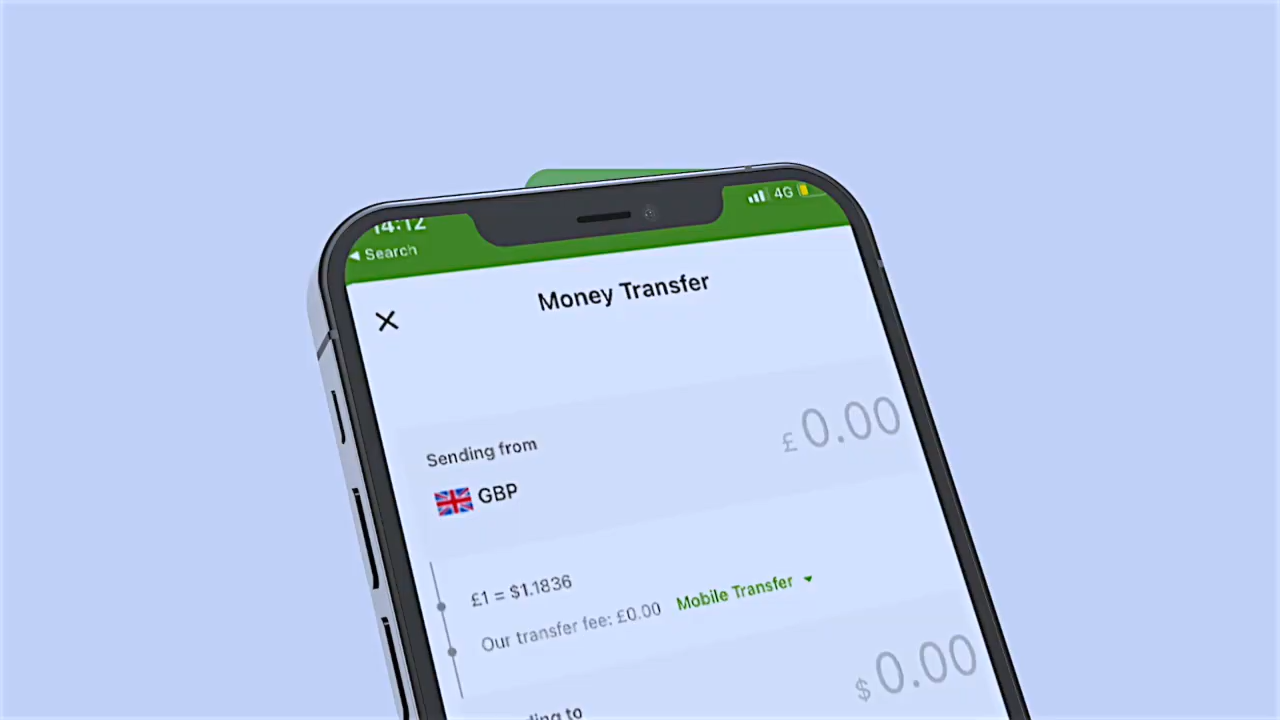 14:12
4G
◀ Search
Money Transfer
Sending from
£ 0.00
GBP
£1 = $1.1836
Our transfer fee: £0.00 Mobile Transfer
$ 0.00
to